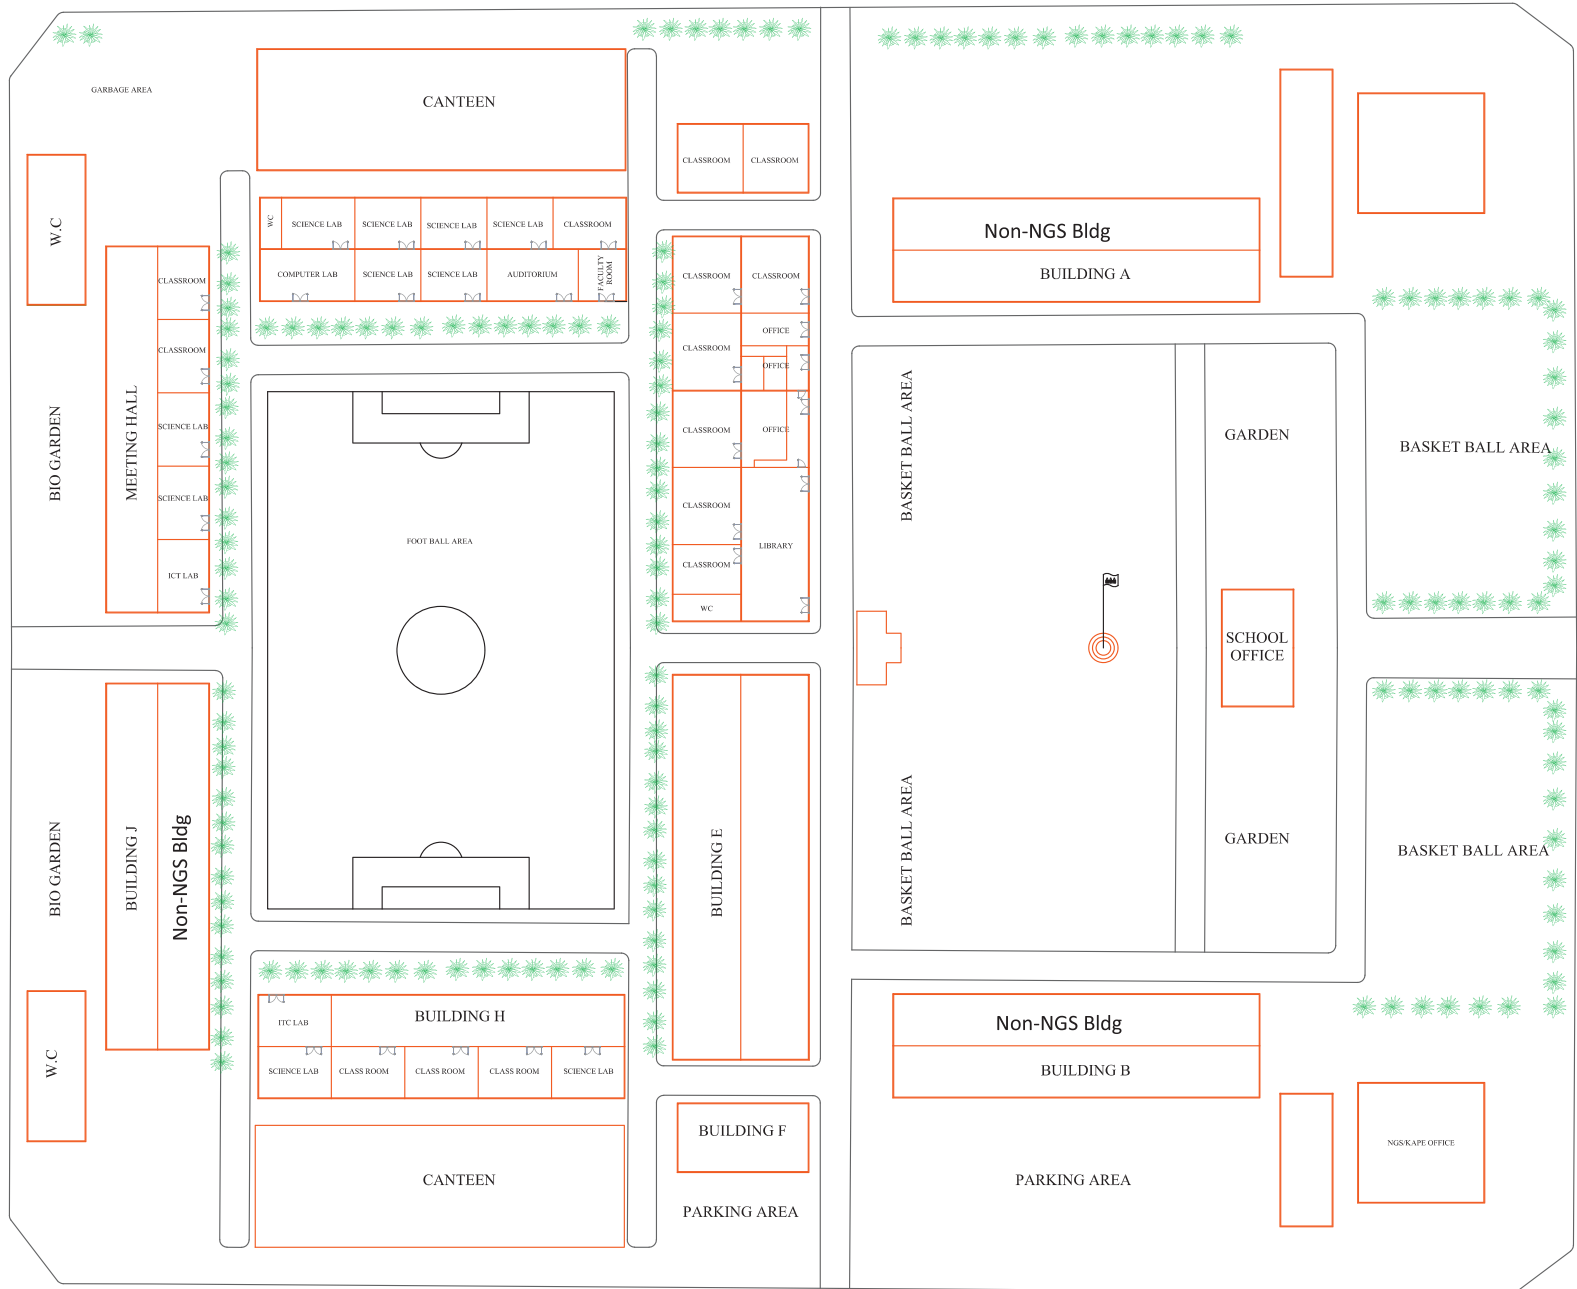 GARBAGE AREA
CANTEEN
CLASSROOM
CLASSROOM
W.C
WC
SCIENCE LAB
SCIENCE LAB
SCIENCE LAB
SCIENCE LAB
CLASSROOM
COMPUTER LAB
SCIENCE LAB
SCIENCE LAB
AUDITORIUM
FACULTY
ROOM
Non-NGS Bldg
BUILDING A
BIO GARDEN
MEETING HALL
CLASSROOM
CLASSROOM
SCIENCE LAB
SCIENCE LAB
ICT LAB
FOOT BALL AREA
CLASSROOM
CLASSROOM
CLASSROOM
OFFICE
OFFICE
CLASSROOM
OFFICE
CLASSROOM
CLASSROOM
LIBRARY
WC
BASKET BALL AREA
GARDEN
BASKET BALL AREA
SCHOOL
OFFICE
BIO GARDEN
BUILDING J
Non-NGS Bldg
BUILDING E
BASKET BALL AREA
GARDEN
BASKET BALL AREA
W.C
ITC LAB
BUILDING H
SCIENCE LAB
CLASS ROOM
CLASS ROOM
CLASS ROOM
SCIENCE LAB
CANTEEN
BUILDING F
PARKING AREA
Non-NGS Bldg
BUILDING B
PARKING AREA
NGS/KAPE OFFICE